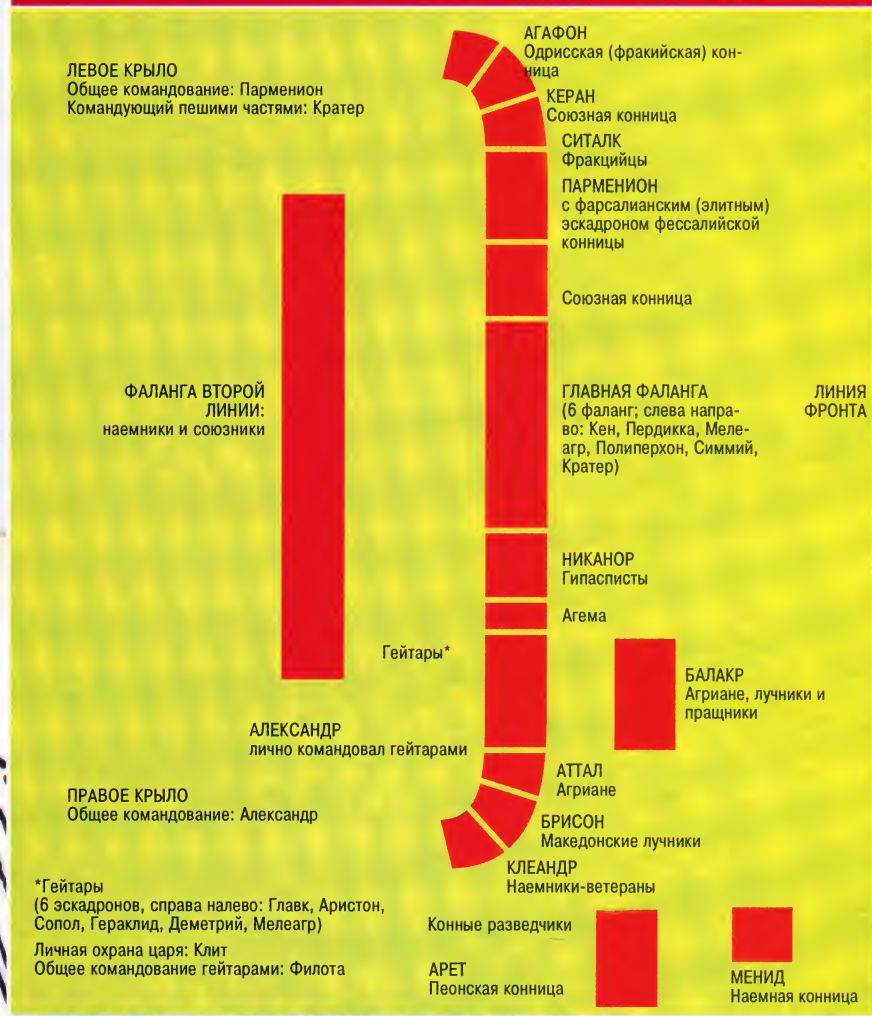 АГАФОН
Одрисская (фракийская) кон-
ница
ЛЕВОЕ КРЫЛО
Общее командование: Парменион
Командующий пешими частями: Кратер
КЕРАН
Союзная конница
СИТАЛК
Фракцийцы
ПАРМЕНИОН
с фарсалианским (элитным)
эскадроном фессалийской
конницы
Союзная конница
ФАЛАНГА ВТОРОЙ
ЛИНИИ:
наемники и союзники
ГЛАВНАЯ ФАЛАНГА
(6 фаланг; слева напра-
во: Кен, Пердикка, Меле-
агр, Полиперхон, Симмий,
Кратер)
ЛИНИЯ
ФРОНТА
НИКАНОР
Гипасписты
Агема
Гейтары*
БАЛАКР
Агриане, лучники и
пращники
АЛЕКСАНДР
лично командовал гейтарами
АТТАЛ
Агриане
ПРАВОЕ КРЫЛО
Общее командование: Александр
БРИСОН
Македонские лучники
КЛЕАНДР
Наемники-ветераны
*Гейтары
(6 эскадронов, справа налево: Главк, Аристон,
Сопол, Гераклид, Деметрий, Мелеагр)
Личная охрана царя: Клит
Общее командование гейтарами: Филота
Конные разведчики
АРЕТ
Пеонская конница
МЕНИД
Наемная конница